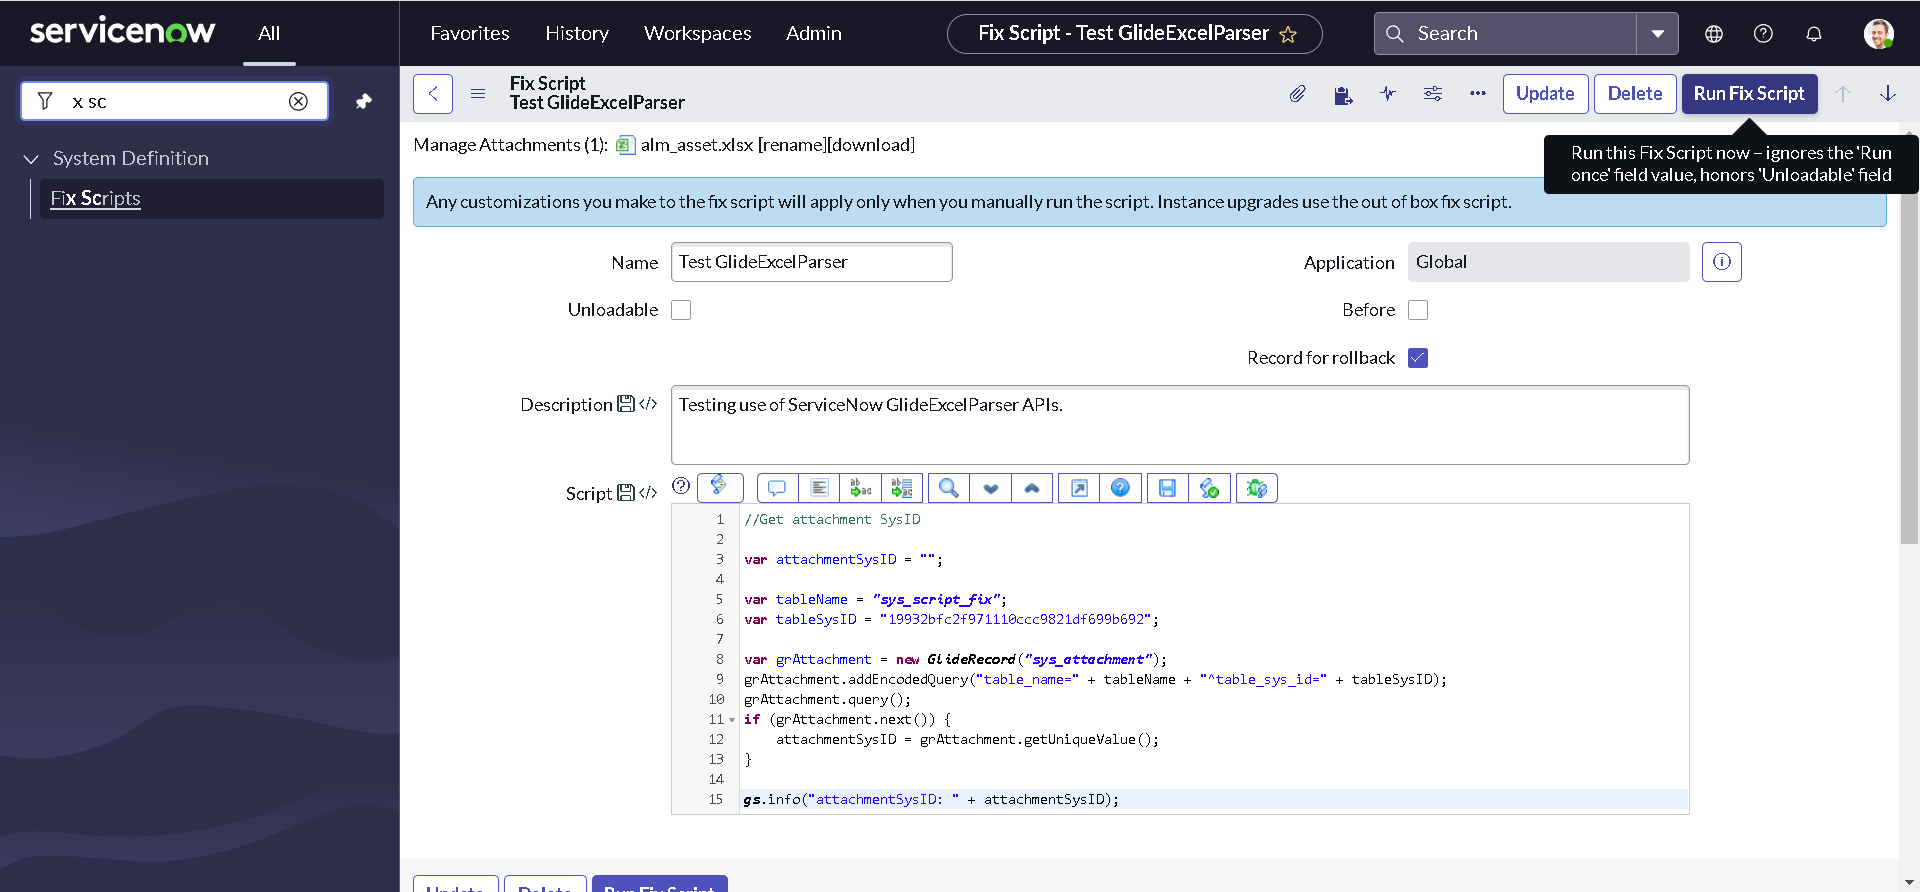 servicenow
All
Favorites
History
Workspaces
Admin
Fix Script - Test GlideExcelParser
Search
x sc
System Definition
Fix Scripts
Fix Script
Test GlideExcelParser
Update
Delete
Run Fix Script
Run this Fix Script now – ignores the 'Run
once' field value, honors 'Unloadable' field
Manage Attachments (1): alm_asset.xlsx [rename][download]
Any customizations you make to the fix script will apply only when you manually run the script. Instance upgrades use the out of box fix script.
Name
Test GlideExcelParser
Application
Global
Unloadable
Before
Record for rollback
Description
Testing use of ServiceNow GlideExcelParser APIs.
Script
1 //Get attachment SysID
2
3 var attachmentSysID = "";
4
5 var tableName = "sys_script_fix";
6 var tableSysID = "19932bfc2f971110ccc9821df699b692";
7
8 var grAttachment = new GlideRecord("sys_attachment");
9 grAttachment.addEncodedQuery("table_name=" + tableName + "^table_sys_id=" + tableSysID);
10 grAttachment.query();
11 if (grAttachment.next()) {
12 attachmentSysID = grAttachment.getUniqueValue();
13 }
14
15 gs.info("attachmentSysID: " + attachmentSysID);
Update
Delete
Run Fix Script